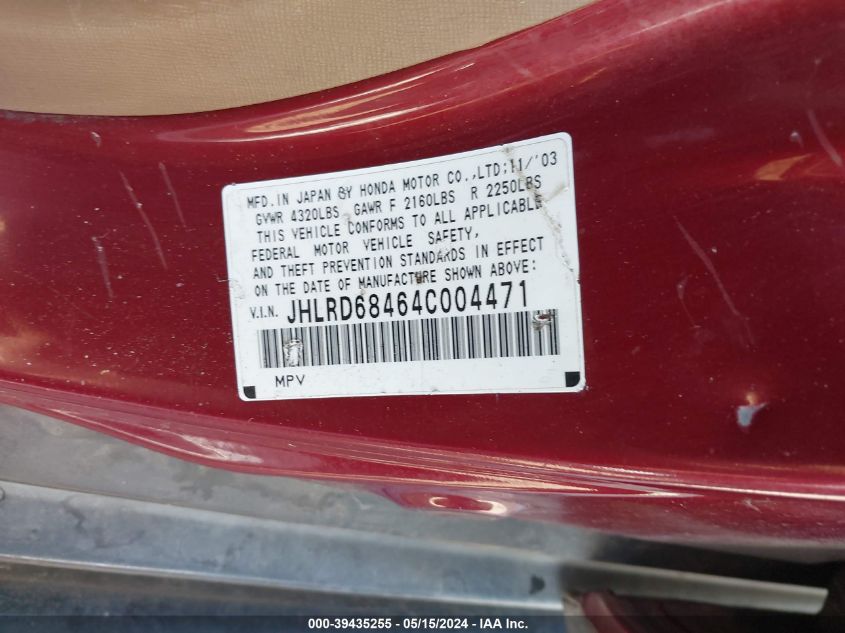 MFD.IN JAPAN BY HONDA MOTOR CO.,LTD;11/'03
GVWR 4320LBS GAWR F 2160LBS R 2250LBS
THIS VEHICLE CONFORMS TO ALL APPLICABLE
FEDERAL MOTOR VEHICLE SAFETY,
AND THEFT PREVENTION STANDARDS IN EFFECT
ON THE DATE OF MANUFACTURE SHOWN ABOVE:
V.I.N. JHLRD68464C004471
MPV
000-39435255 - 05/15/2024 - IAA Inc.